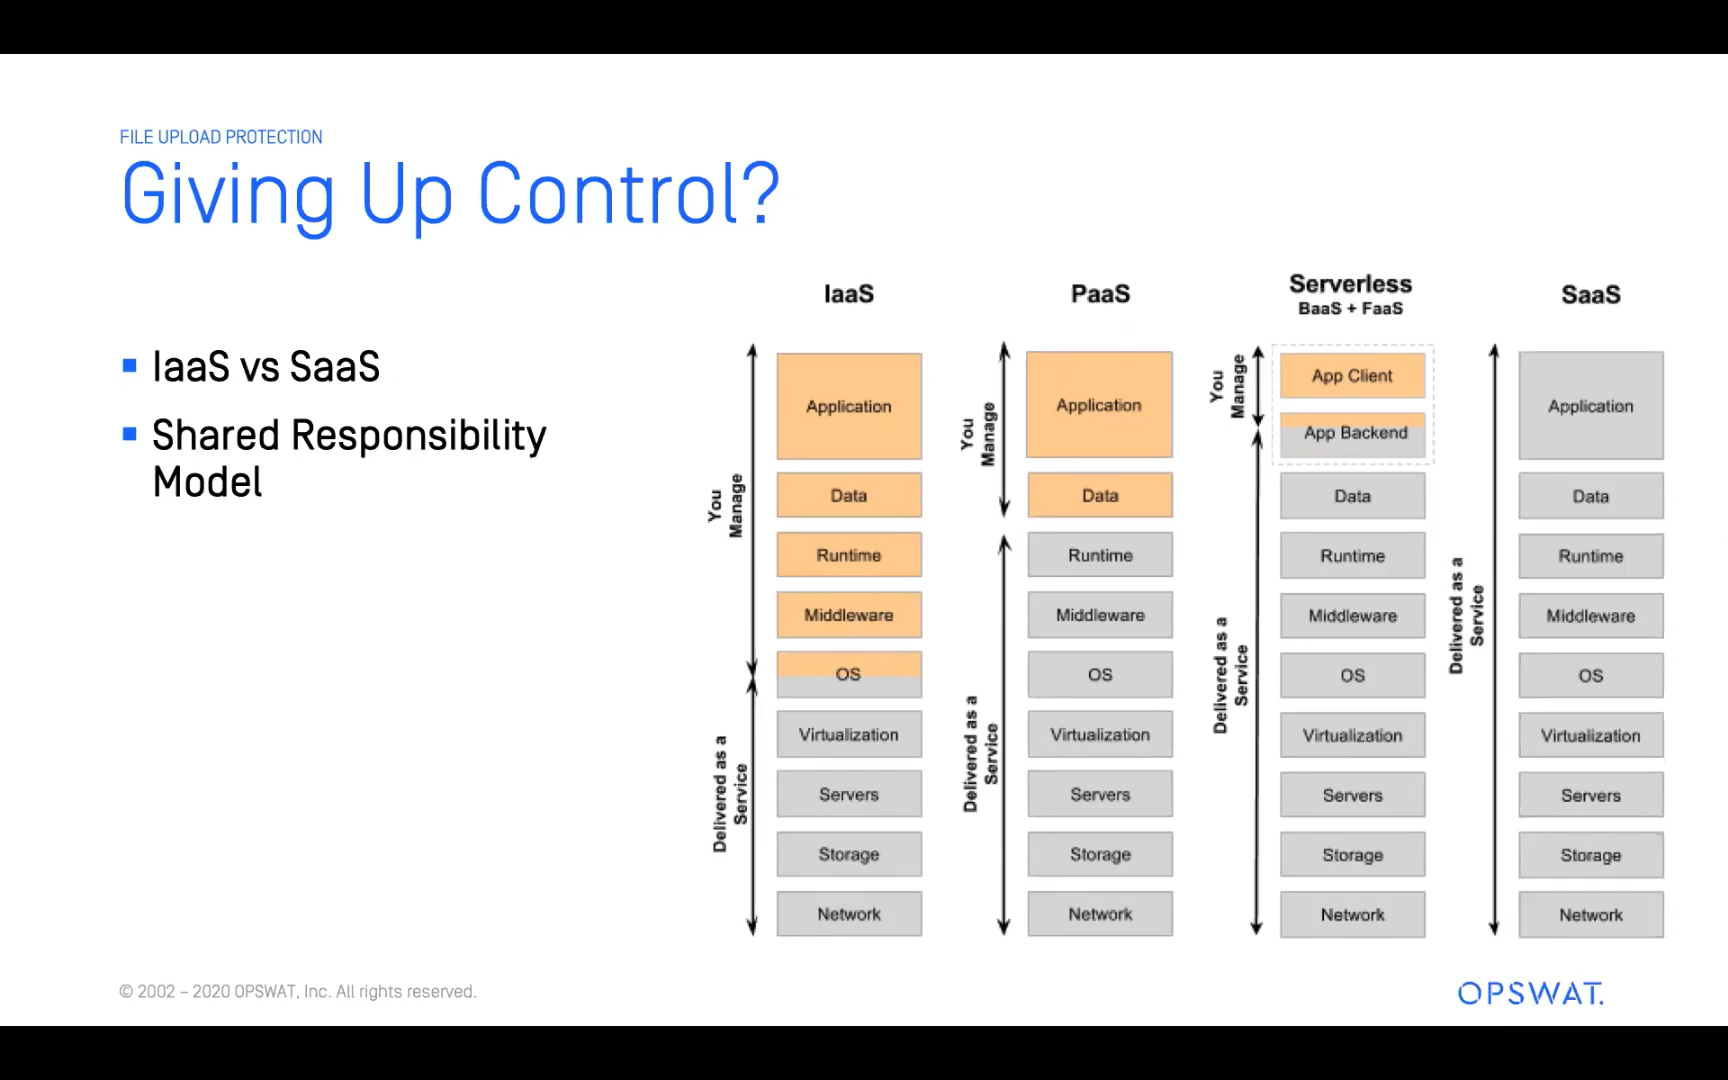 FILE UPLOAD PROTECTION
Giving Up Control?
IaaS vs SaaS
Shared Responsibility
Model
IaaS
You
Manage
Delivered as a
Service
Application
Data
Runtime
Middleware
OS
Virtualization
Servers
Storage
Network
PaaS
You
Manage
Delivered as a
Service
Application
Data
Runtime
Middleware
OS
Virtualization
Servers
Storage
Network
Serverless
BaaS + FaaS
You
Manage
Delivered as a
Service
App Client
App Backend
Data
Runtime
Middleware
OS
Virtualization
Servers
Storage
Network
SaaS
Delivered as a
Service
Application
Data
Runtime
Middleware
OS
Virtualization
Servers
Storage
Network
© 2002 – 2020 OPSWAT, Inc. All rights reserved.
OPSWAT.